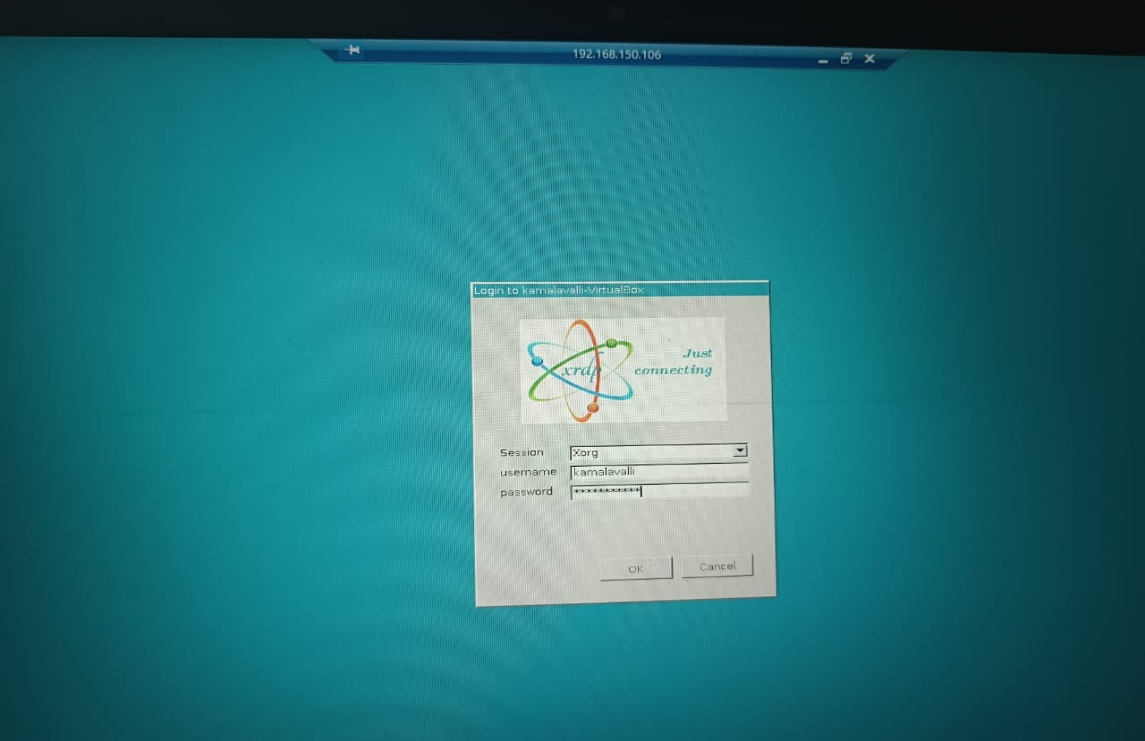 192.168.150.106
Login to kamalavalli-VirtualBox
xrdp
Just
connecting
Session Xorg
username kamalavalli
password ***********
OK Cancel